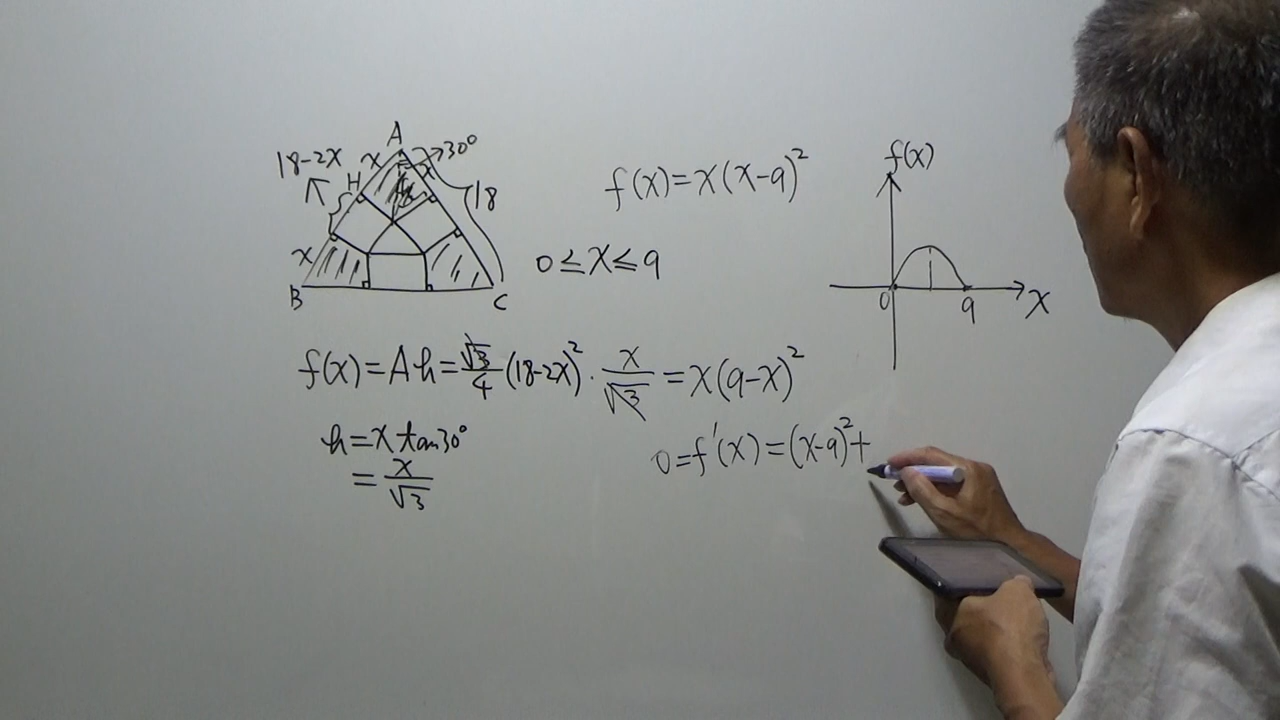 A
18-2x
x
30°
x
H
h
18
x
B
C
f(x)=x(x-9)²
0≤x≤9
f(x)
0
9
x
f(x)=Ah=√3/4(18-2x)²·x/√3=x(9-x)²
h=x tan30°
=x/√3
0=f'(x)=(x-9)²+